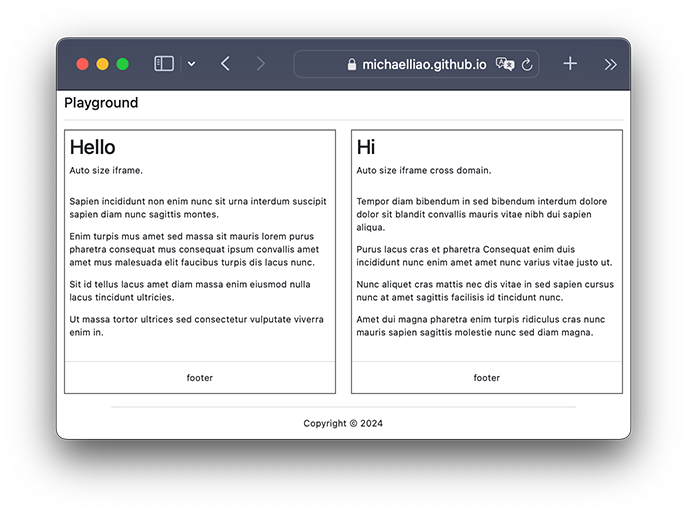 michaelliao.github.io
Playground
Hello
Auto size iframe.
Sapien incididunt non enim nunc sit urna interdum suscipit
sapien diam nunc sagittis montes.
Enim turpis mus amet sed massa sit mauris lorem purus
pharetra consequat mus consequat ipsum convallis amet
amet mus malesuada elit faucibus turpis dis lacus nunc.
Sit id tellus lacus amet diam massa enim eiusmod nulla
lacus tincidunt ultricies.
Ut massa tortor ultrices sed consectetur vulputate viverra
enim in.
footer
Hi
Auto size iframe cross domain.
Tempor diam bibendum in sed bibendum interdum dolore
dolor sit blandit convallis mauris vitae nibh dui sapien
aliqua.
Purus lacus cras et pharetra Consequat enim duis
incididunt nunc enim amet amet nunc varius vitae justo ut.
Nunc aliquet cras mattis nec dis vitae in sed sapien cursus
nunc at amet sagittis facilisis id tincidunt nunc.
Amet dui magna pharetra enim turpis ridiculus cras nunc
mauris sapien sagittis molestie nunc sed diam magna.
footer
Copyright © 2024